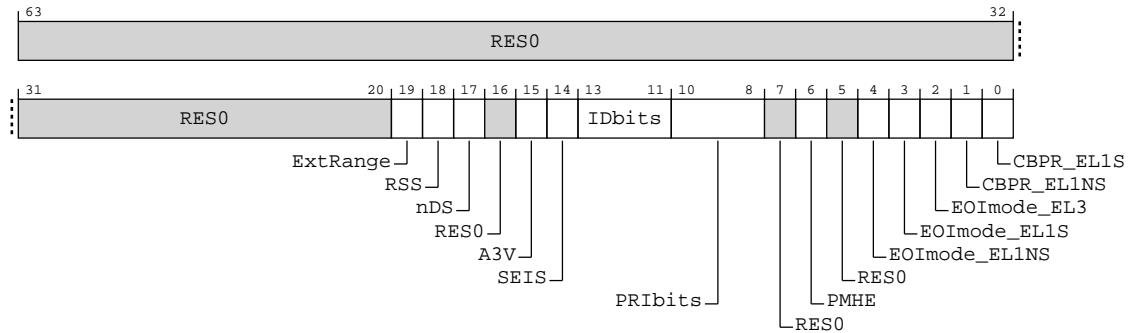 63 32
RES0
31 20 19 18 17 16 15 14 13 11 10 8 7 6 5 4 3 2 1 0
RES0 IDbits
ExtRange CBPR_EL1S
RSS CBPR_EL1NS
nDS EOImode_EL3
RES0 EOImode_EL1S
A3V EOImode_EL1NS
SEIS RES0
PRIbits PMHE
RES0